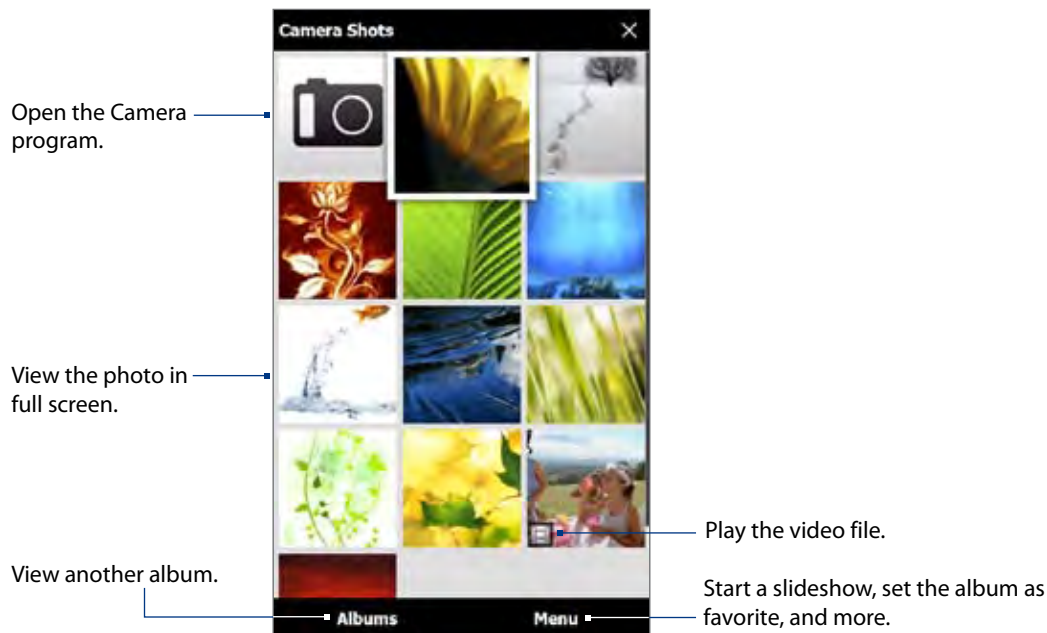 Camera Shots
Open the Camera
program.
View the photo in
full screen.
Play the video file.
View another album.
Start a slideshow, set the album as
favorite, and more.
Albums
Menu